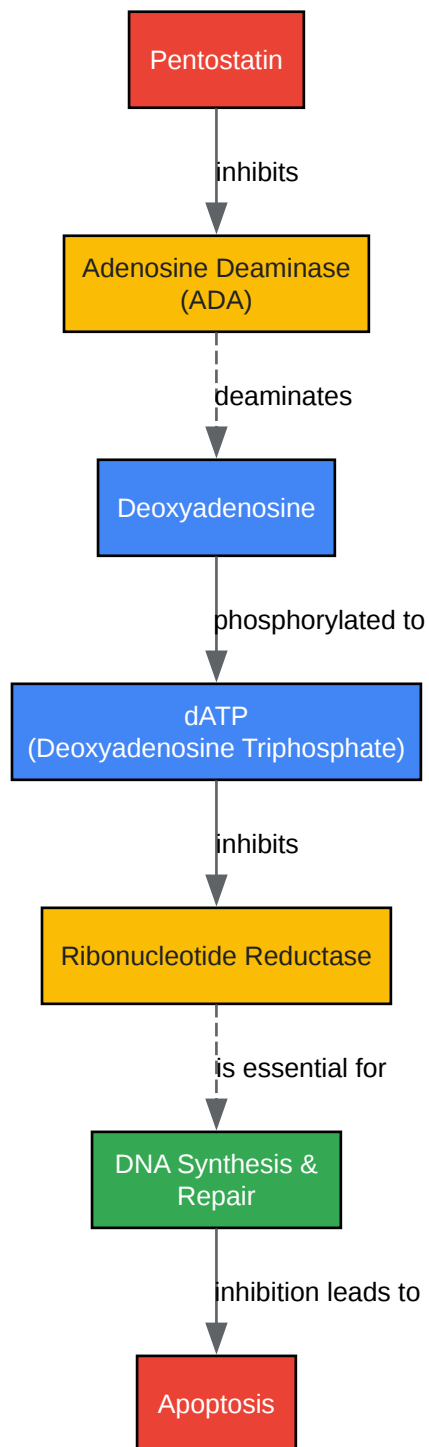 Pentostatin
inhibits
Adenosine Deaminase
(ADA)
deaminates
Deoxyadenosine
phosphorylated to
dATP
(Deoxyadenosine Triphosphate)
inhibits
Ribonucleotide Reductase
is essential for
DNA Synthesis &
Repair
inhibition leads to
Apoptosis